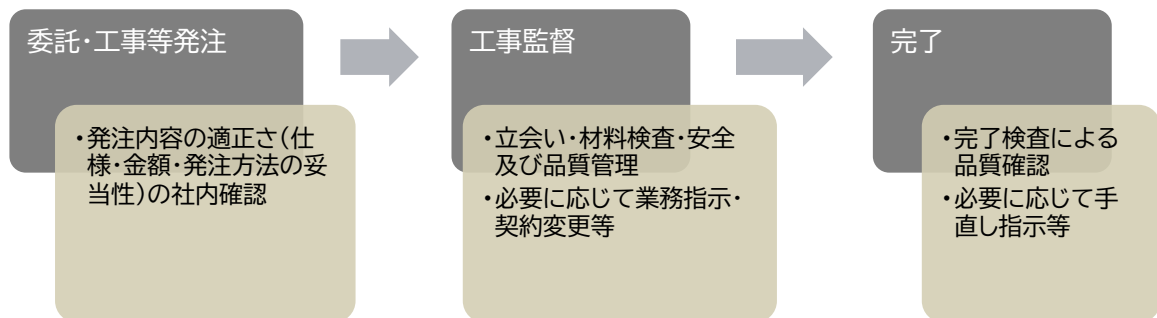 委託・工事等発注
・発注内容の適正さ(仕
様・金額・発注方法の妥
当性)の社内確認
工事監督
・立会い・材料検査・安全
及び品質管理
・必要に応じて業務指示・
契約変更等
完了
・完了検査による
品質確認
・必要に応じて手
直し指示等